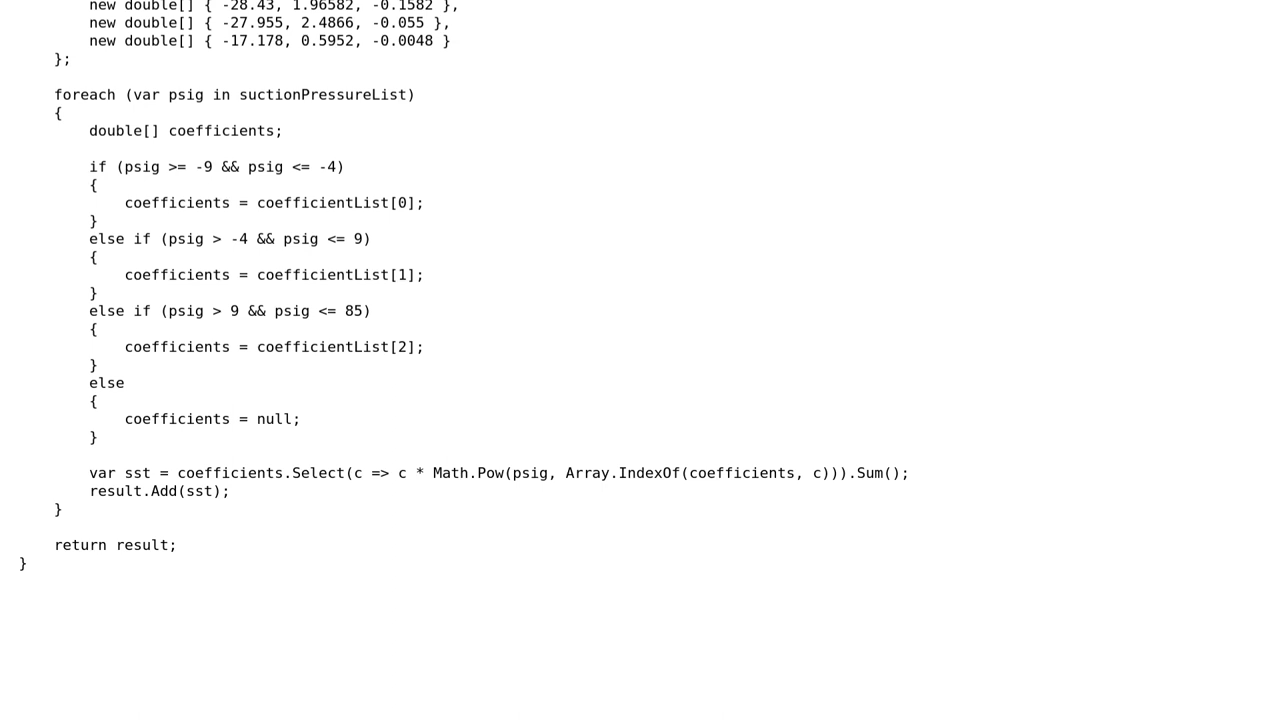 new double[] { -28.43, 1.96582, -0.1582 },
new double[] { -27.955, 2.4866, -0.055 },
new double[] { -17.178, 0.5952, -0.0048 }
};
foreach (var psig in suctionPressureList)
{
double[] coefficients;
if (psig >= -9 && psig <= -4)
{
coefficients = coefficientList[0];
}
else if (psig > -4 && psig <= 9)
{
coefficients = coefficientList[1];
}
else if (psig > 9 && psig <= 85)
{
coefficients = coefficientList[2];
}
else
{
coefficients = null;
}
var sst = coefficients.Select(c => c * Math.Pow(psig, Array.IndexOf(coefficients, c))).Sum();
result.Add(sst);
}
return result;
}